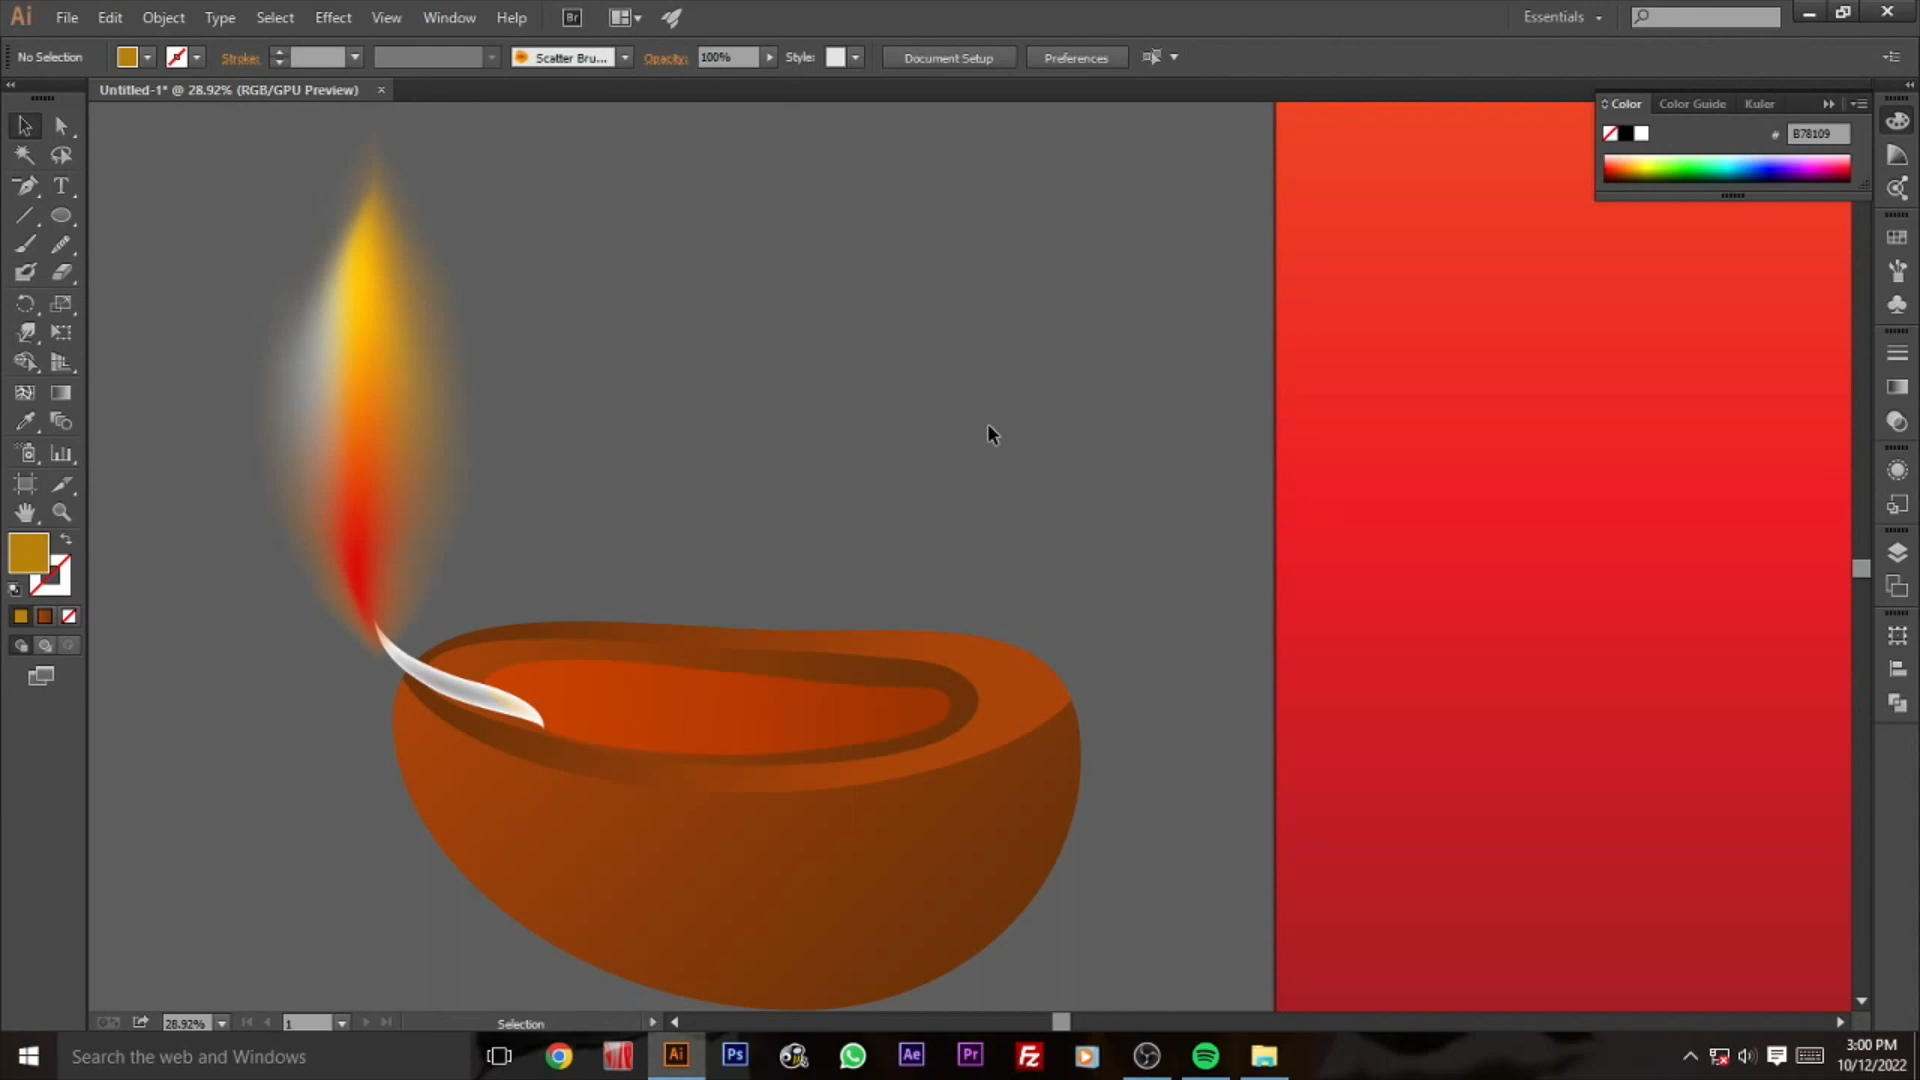 Ai File Edit Object Type Select Effect View Window Help Br Essentials
No Selection Stroke: Scatter Bru... Opacity: 100% Style: Document Setup Preferences
Untitled-1* @ 28.92% (RGB/GPU Preview) ×
Color Color Guide Kuler
# B78109
T
28.92% 1 Selection
Search the web and Windows Ai Ps Ae Pr Fz 3:00 PM
10/12/2022